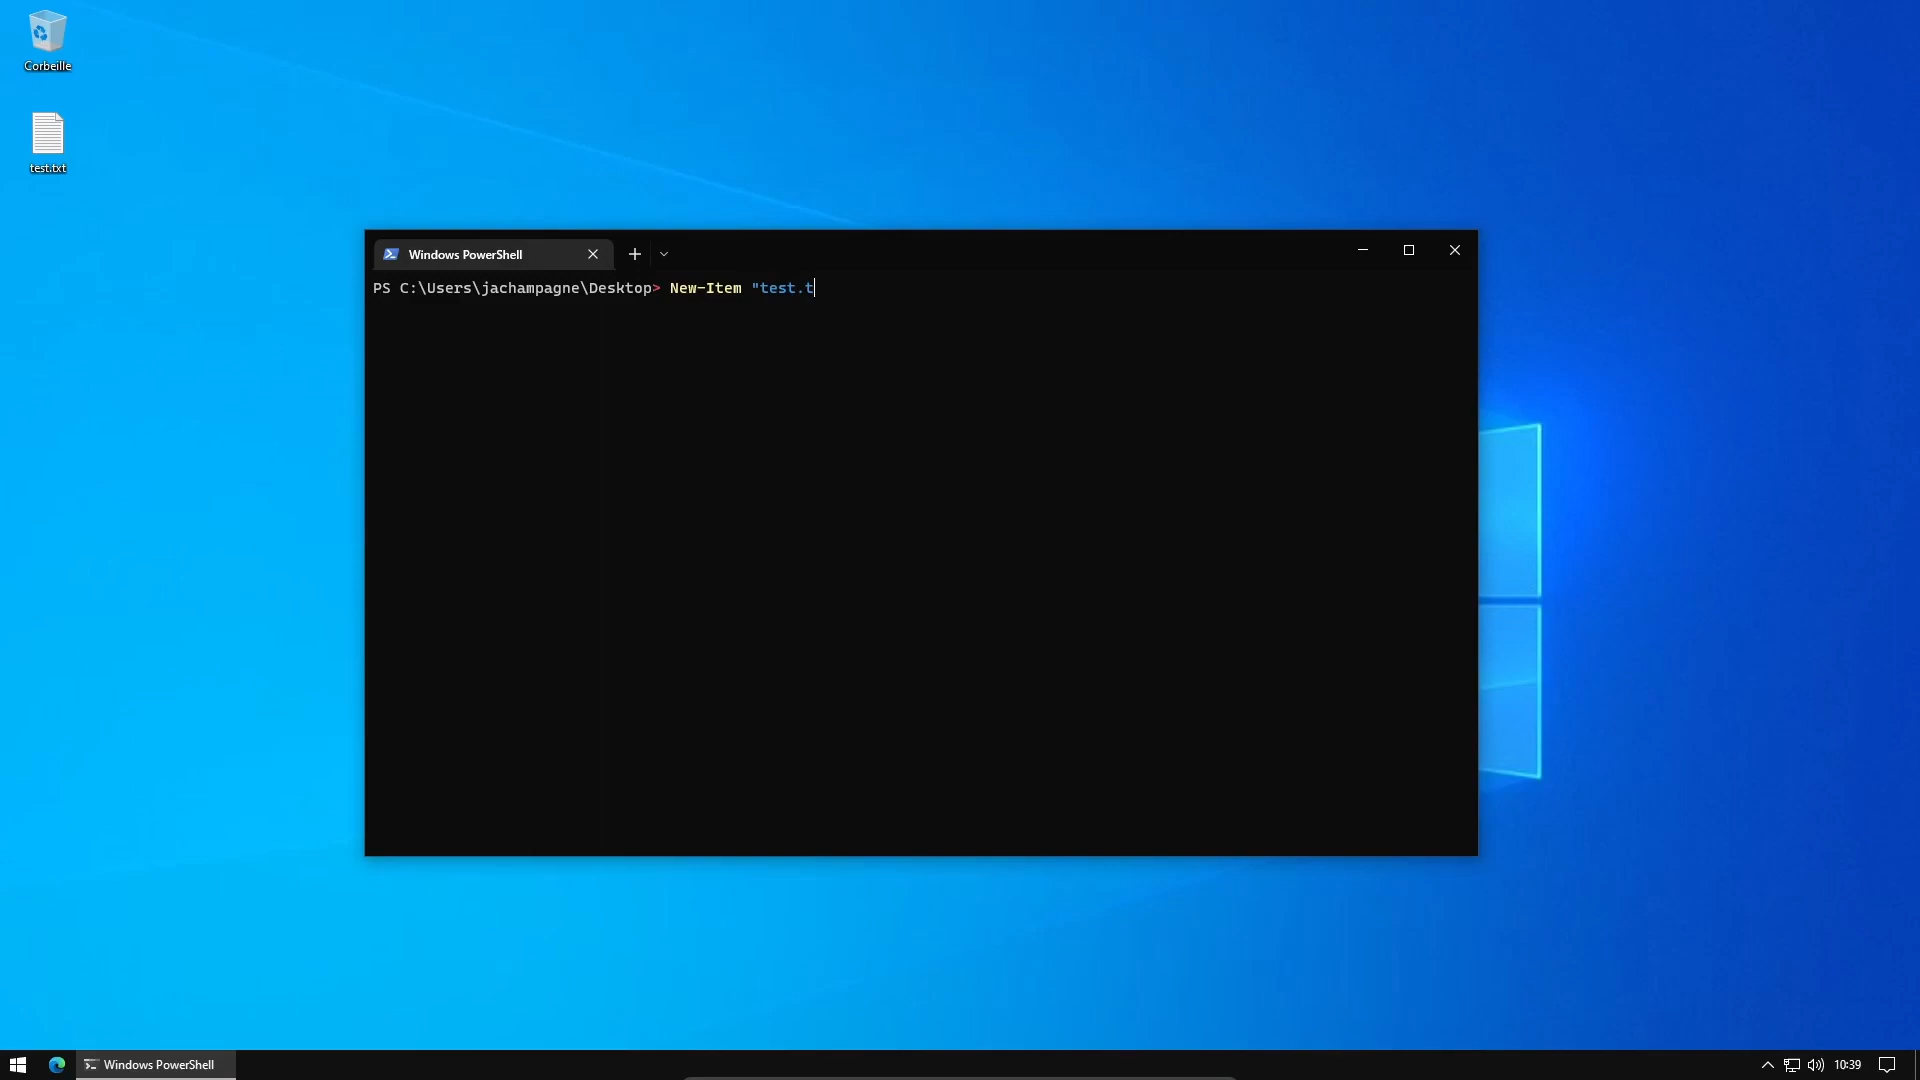 Corbeille
test.txt
Windows PowerShell
PS C:\Users\jachampagne\Desktop> New-Item "test.t
Windows PowerShell
10:39